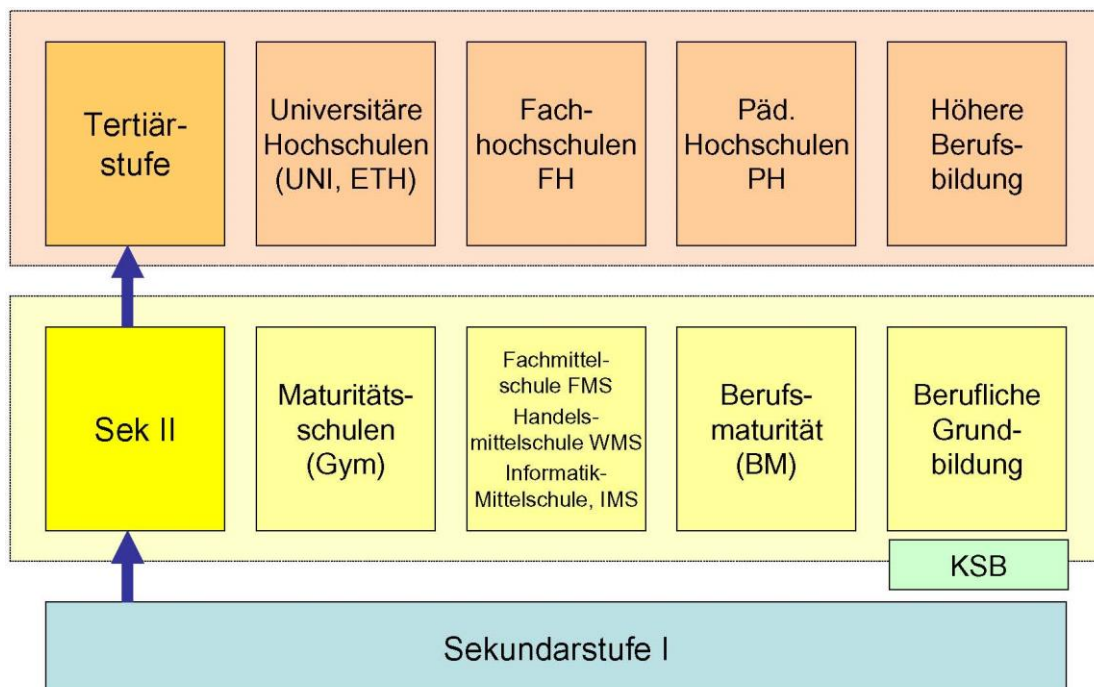 Tertiär-
stufe
Universitäre
Hochschulen
(UNI, ETH)
Fach-
hochschulen
FH
Päd.
Hochschulen
PH
Höhere
Berufs-
bildung
Sek II
Maturitäts-
schulen
(Gym)
Fachmittel-
schule FMS
Handels-
mittelschule WMS
Informatik-
Mittelschule, IMS
Berufs-
maturität
(BM)
Berufliche
Grund-
bildung
KSB
Sekundarstufe I